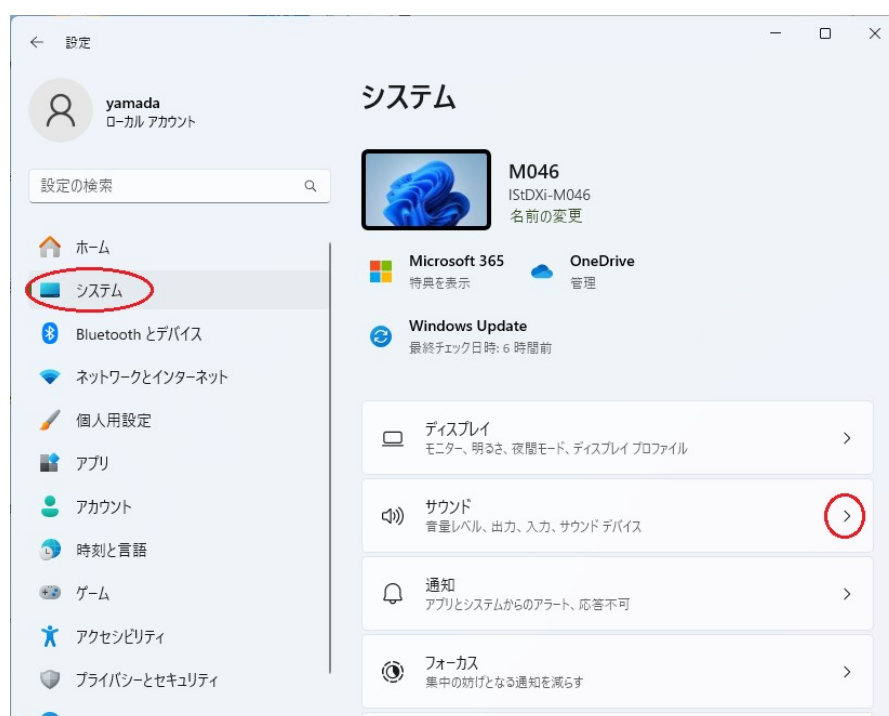 設定
yamada
ローカル アカウント
設定の検索
ホーム
システム
Bluetooth とデバイス
ネットワークとインターネット
個人用設定
アプリ
アカウント
時刻と言語
ゲーム
アクセシビリティ
プライバシーとセキュリティ
システム
M046
IStDXi-M046
名前の変更
Microsoft 365
特典を表示
OneDrive
管理
Windows Update
最終チェック日時: 6 時間前
ディスプレイ
モニター、明るさ、夜間モード、ディスプレイ プロファイル
サウンド
音量レベル、出力、入力、サウンド デバイス
通知
アプリとシステムからのアラート、応答不可
フォーカス
集中の妨げとなる通知を減らす